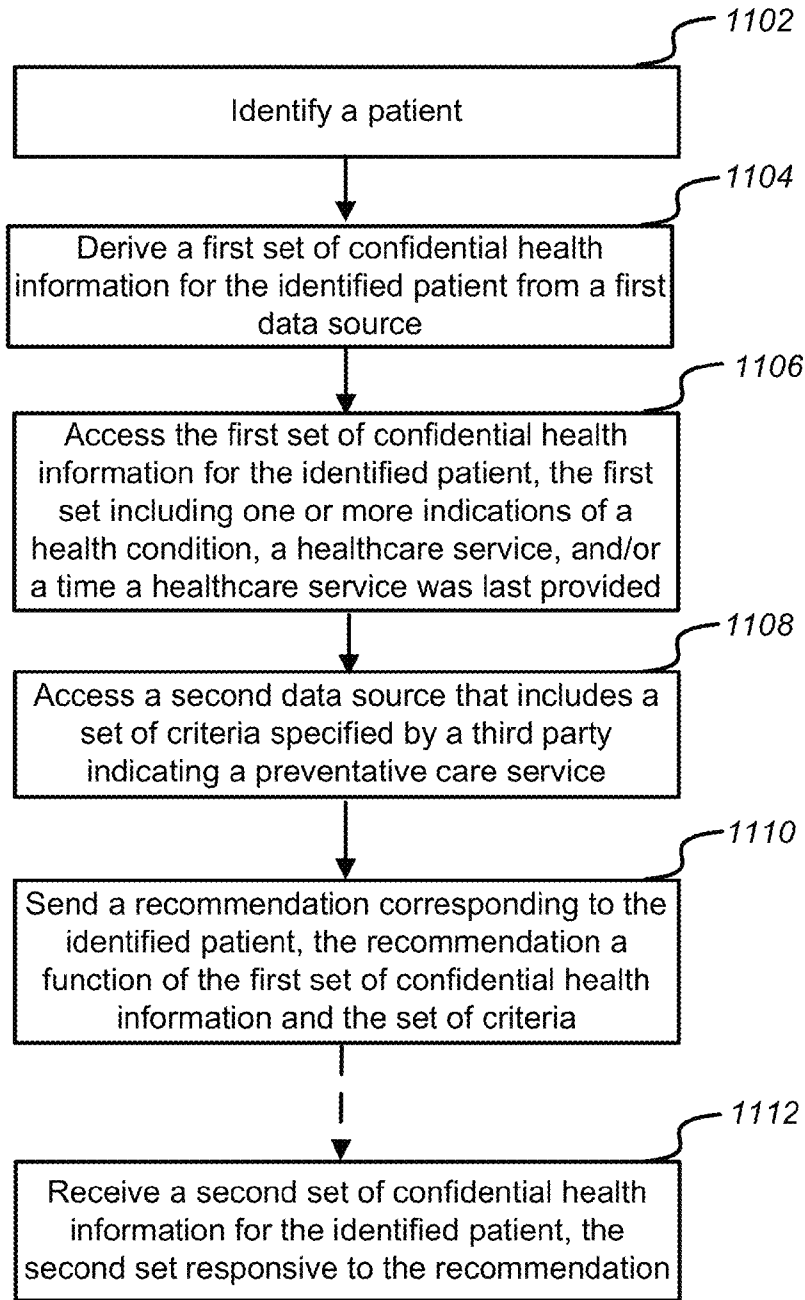 1102
Identify a patient
1104
Derive a first set of confidential health
information for the identified patient from a first
data source
1106
Access the first set of confidential health
information for the identified patient, the first
set including one or more indications of a
health condition, a healthcare service, and/or
a time a healthcare service was last provided
1108
Access a second data source that includes a
set of criteria specified by a third party
indicating a preventative care service
1110
Send a recommendation corresponding to the
identified patient, the recommendation a
function of the first set of confidential health
information and the set of criteria
1112
Receive a second set of confidential health
information for the identified patient, the
second set responsive to the recommendation